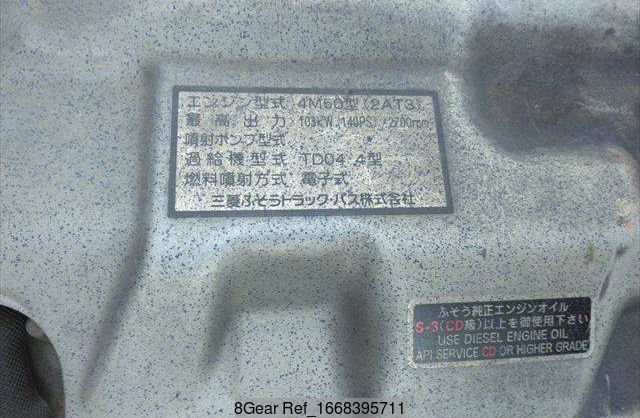 エンジン型式 4M50型(2AT3)
最高出力 103kW(140PS)/2700rpm
噴射ポンプ型式
過給機型式 TD04 4型
燃料噴射方式 電子式
三菱ふそうトラック・バス株式会社
ふそう純正エンジンオイル
S-3(CD級)以上を御使用下さい
USE DIESEL ENGINE OIL
API SERVICE CD OR HIGHER GRADE
8Gear Ref_1668395711